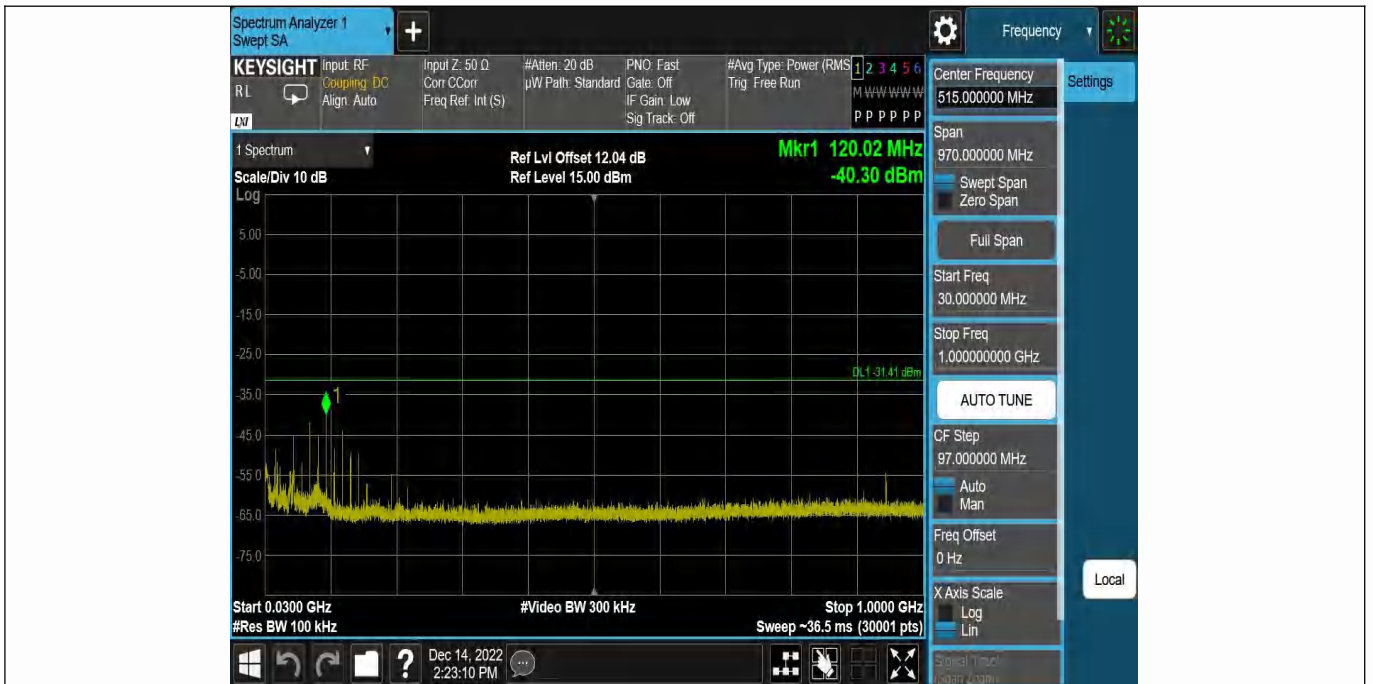 Spectrum Analyzer 1
Swept SA
+
Frequency
KEYSIGHT
RL
LXI
Input: RF
Coupling: DC
Align: Auto
Input Z: 50 Ω
Corr CCorr
Freq Ref: Int (S)
#Atten: 20 dB
µW Path: Standard
PNO: Fast
Gate: Off
IF Gain: Low
Sig Track: Off
#Avg Type: Power (RMS
Trig: Free Run
1 2 3 4 5 6
M W W W W W
P P P P P P
1 Spectrum
Scale/Div 10 dB
Log
Ref Lvl Offset 12.04 dB
Ref Level 15.00 dBm
Mkr1 120.02 MHz
-40.30 dBm
5.00
-5.00
-15.0
-25.0
DL1 -31.41 dBm
-35.0
1
-45.0
-55.0
-65.0
-75.0
Start 0.0300 GHz
#Res BW 100 kHz
#Video BW 300 kHz
Stop 1.0000 GHz
Sweep ~36.5 ms (30001 pts)
Center Frequency
515.000000 MHz
Settings
Span
970.000000 MHz
Swept Span
Zero Span
Full Span
Start Freq
30.000000 MHz
Stop Freq
1.000000000 GHz
AUTO TUNE
CF Step
97.000000 MHz
Auto
Man
Freq Offset
0 Hz
X Axis Scale
Log
Lin
Local
Signal Track
(Span Zoom)
?
Dec 14, 2022
2:23:10 PM